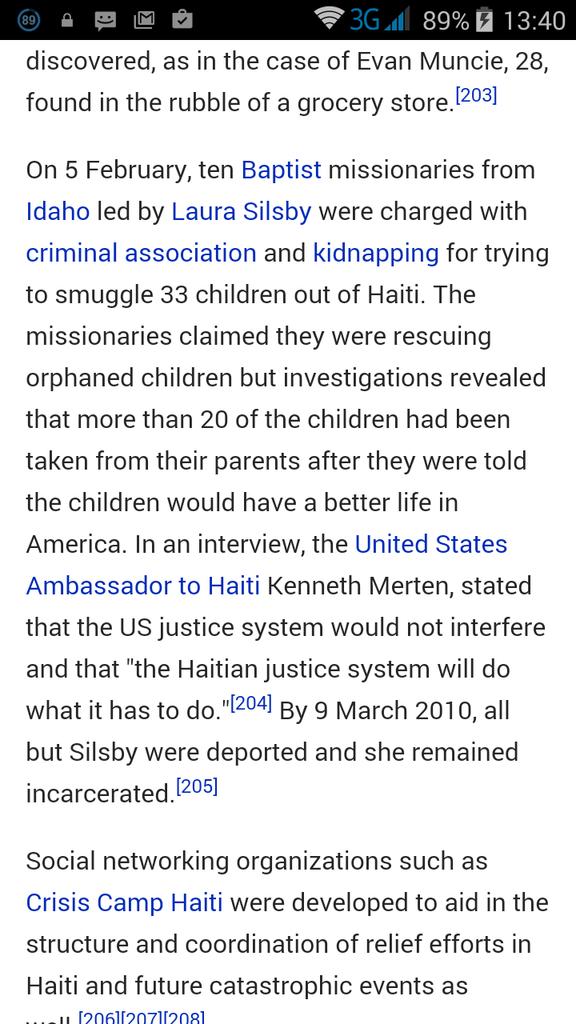 89 3G 89% 13:40
discovered, as in the case of Evan Muncie, 28,
found in the rubble of a grocery store.[203]
On 5 February, ten Baptist missionaries from
Idaho led by Laura Silsby were charged with
criminal association and kidnapping for trying
to smuggle 33 children out of Haiti. The
missionaries claimed they were rescuing
orphaned children but investigations revealed
that more than 20 of the children had been
taken from their parents after they were told
the children would have a better life in
America. In an interview, the United States
Ambassador to Haiti Kenneth Merten, stated
that the US justice system would not interfere
and that "the Haitian justice system will do
what it has to do."[204] By 9 March 2010, all
but Silsby were deported and she remained
incarcerated.[205]
Social networking organizations such as
Crisis Camp Haiti were developed to aid in the
structure and coordination of relief efforts in
Haiti and future catastrophic events as
well.[206][207][208]